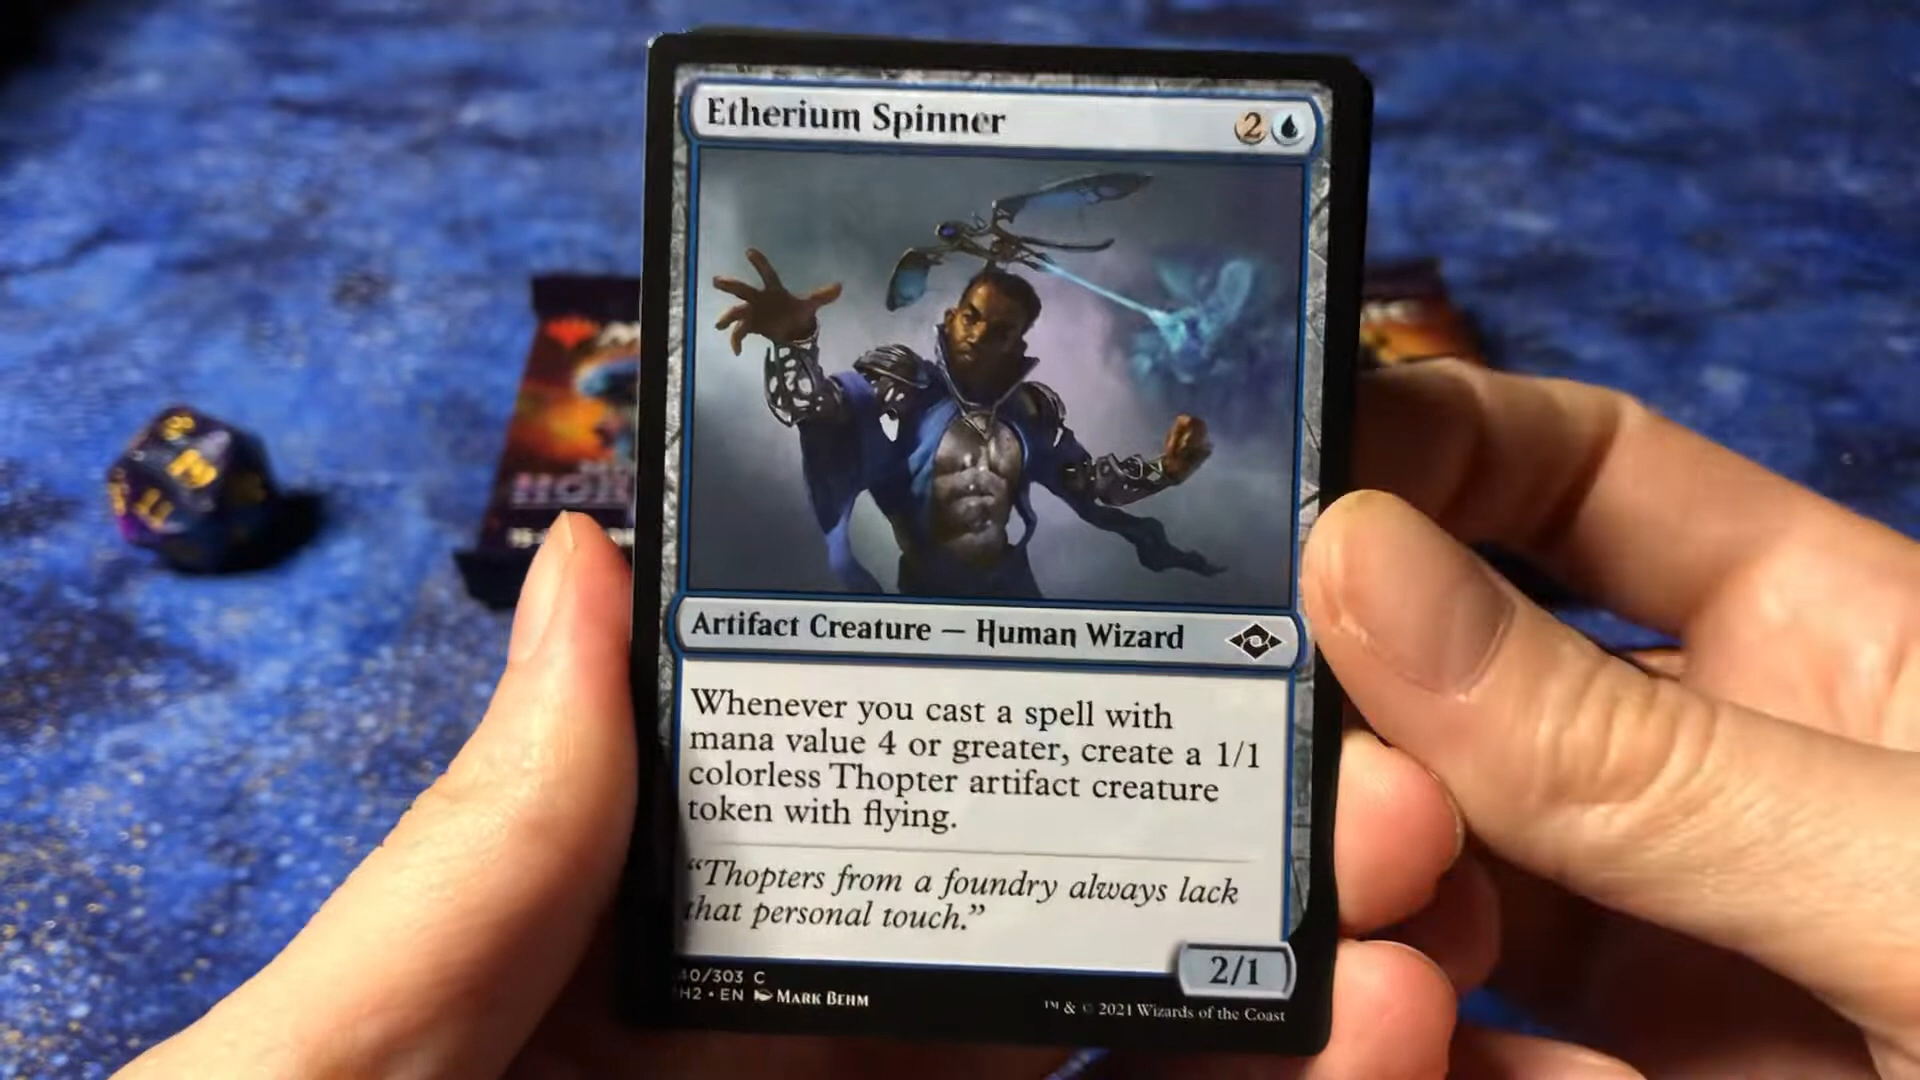 Etherium Spinner
2
Artifact Creature — Human Wizard
Whenever you cast a spell with
mana value 4 or greater, create a 1/1
colorless Thopter artifact creature
token with flying.
“Thopters from a foundry always lack
that personal touch.”
2/1
40/303 C
H2 • EN MARK BEHM
™ & © 2021 Wizards of the Coast